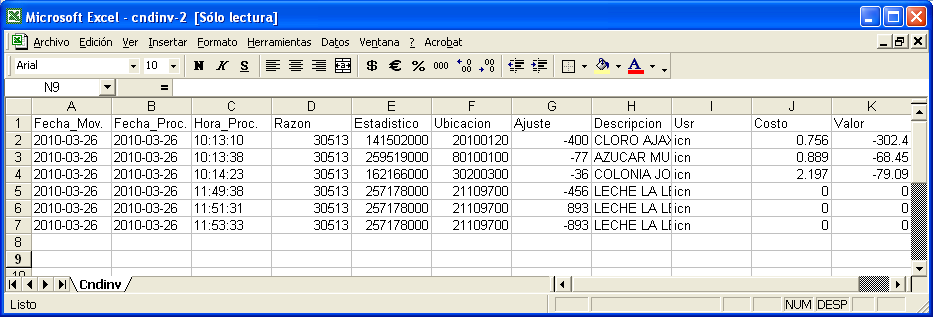 Microsoft Excel - cndinv-2 [Sólo lectura]
Archivo Edición Ver Insertar Formato Herramientas Datos Ventana ? Acrobat
Arial 10 N K S $ € % 000
N9 =
A B C D E F G H I J K
1 Fecha_Mov. Fecha_Proc. Hora_Proc. Razon Estadistico Ubicacion Ajuste Descripcion Usr Costo Valor
2 2010-03-26 2010-03-26 10:13:10 30513 141502000 20100120 -400 CLORO AJAX icn 0.756 -302.4
3 2010-03-26 2010-03-26 10:13:38 30513 259519000 80100100 -77 AZUCAR MU icn 0.889 -68.45
4 2010-03-26 2010-03-26 10:14:23 30513 162166000 30200300 -36 COLONIA JO icn 2.197 -79.09
5 2010-03-26 2010-03-26 11:49:38 30513 257178000 21109700 -456 LECHE LA LE icn 0 0
6 2010-03-26 2010-03-26 11:51:31 30513 257178000 21109700 893 LECHE LA LE icn 0 0
7 2010-03-26 2010-03-26 11:53:33 30513 257178000 21109700 -893 LECHE LA LE icn 0 0
8
9
10
Cndinv
Listo NUM DESP